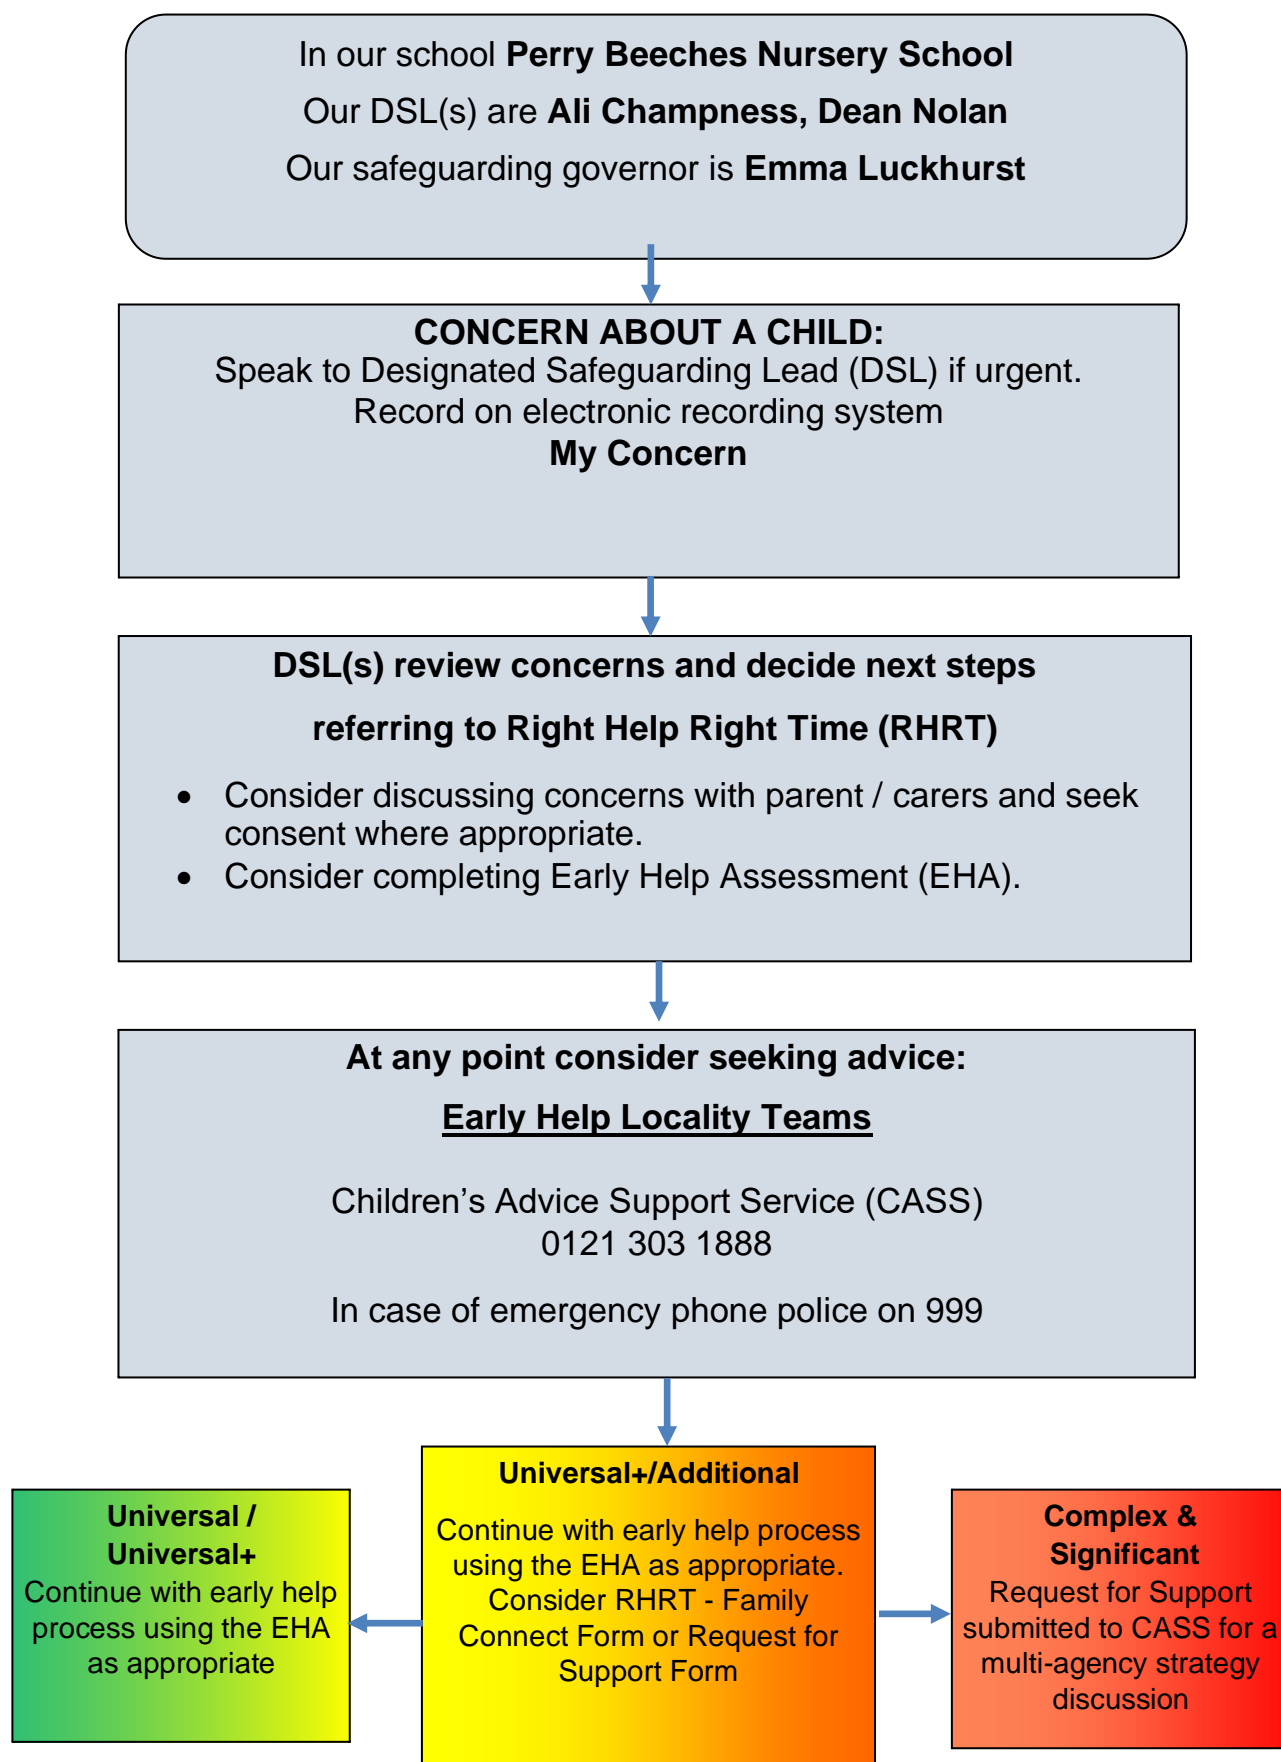 In our school Perry Beeches Nursery School
Our DSL(s) are Ali Champness, Dean Nolan
Our safeguarding governor is Emma Luckhurst
CONCERN ABOUT A CHILD:
Speak to Designated Safeguarding Lead (DSL) if urgent.
Record on electronic recording system
My Concern
DSL(s) review concerns and decide next steps
referring to Right Help Right Time (RHRT)
• Consider discussing concerns with parent / carers and seek
consent where appropriate.
• Consider completing Early Help Assessment (EHA).
At any point consider seeking advice:
Early Help Locality Teams
Children’s Advice Support Service (CASS)
0121 303 1888
In case of emergency phone police on 999
Universal /
Universal+
Continue with early help
process using the EHA
as appropriate
Universal+/Additional
Continue with early help process
using the EHA as appropriate.
Consider RHRT - Family
Connect Form or Request for
Support Form
Complex &
Significant
Request for Support
submitted to CASS for a
multi-agency strategy
discussion